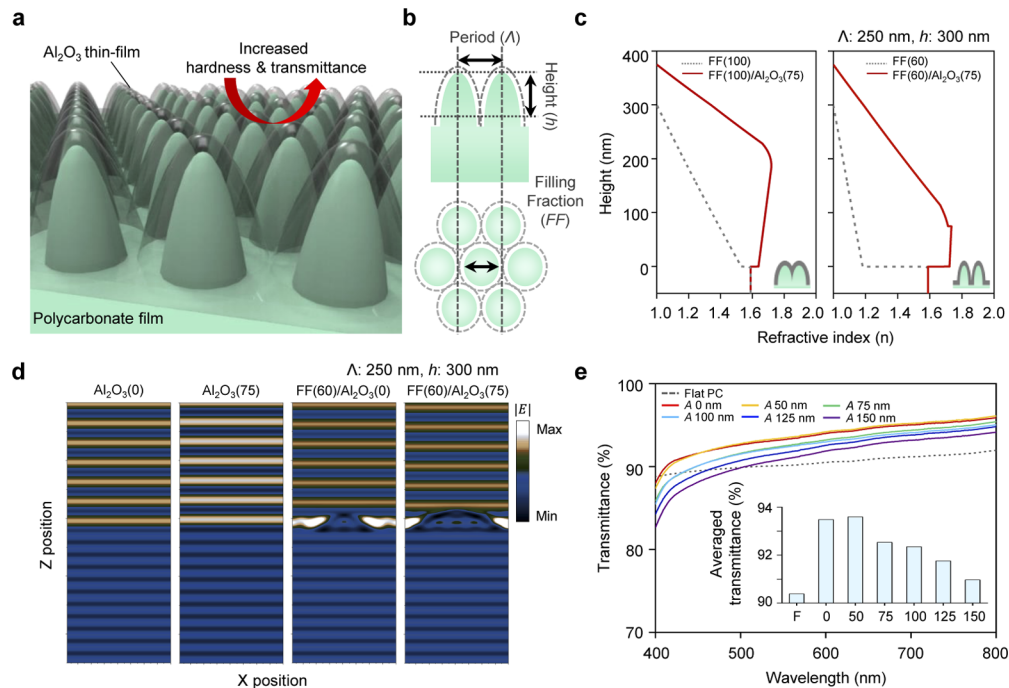 a
Al₂O₃ thin-film
Increased
hardness & transmittance
Polycarbonate film
b
Period (Λ)
Height (h)
Filling
Fraction
(FF)
c
Λ: 250 nm, h: 300 nm
FF(100)
FF(100)/Al₂O₃(75)
FF(60)
FF(60)/Al₂O₃(75)
Height (nm)
400
300
200
100
0
1.0 1.2 1.4 1.6 1.8 2.0
1.0 1.2 1.4 1.6 1.8 2.0
Refractive index (n)
d
Λ: 250 nm, h: 300 nm
Al₂O₃(0) Al₂O₃(75) FF(60)/Al₂O₃(0) FF(60)/Al₂O₃(75)
|E|
Max
Min
Z position
X position
e
Flat PC
A 0 nm A 50 nm A 75 nm
A 100 nm A 125 nm A 150 nm
Transmittance (%)
100
90
80
70
400 500 600 700 800
Wavelength (nm)
Averaged
transmittance (%)
94
92
90
F 0 50 75 100 125 150